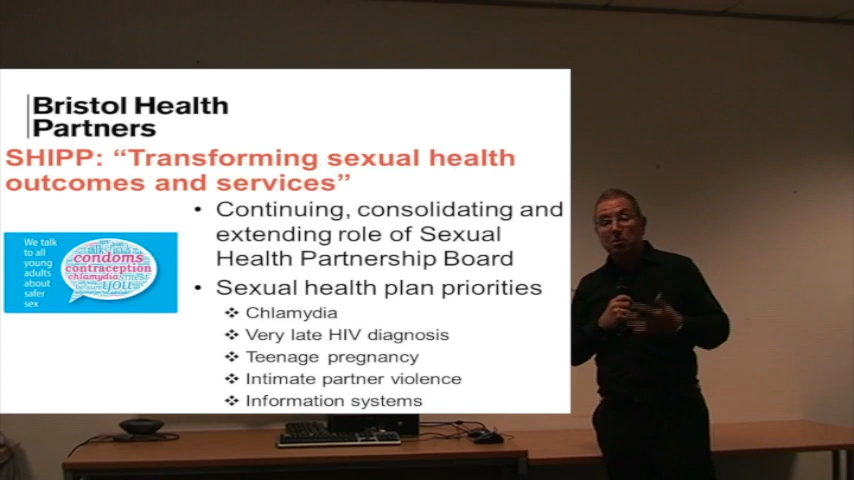 Bristol Health
Partners
SHIPP: “Transforming sexual health
outcomes and services”
• Continuing, consolidating and
extending role of Sexual
Health Partnership Board
• Sexual health plan priorities
❖ Chlamydia
❖ Very late HIV diagnosis
❖ Teenage pregnancy
❖ Intimate partner violence
❖ Information systems
We talk
to all
young
adults
about
safer
sex
condoms
contraception
chlamydia
you